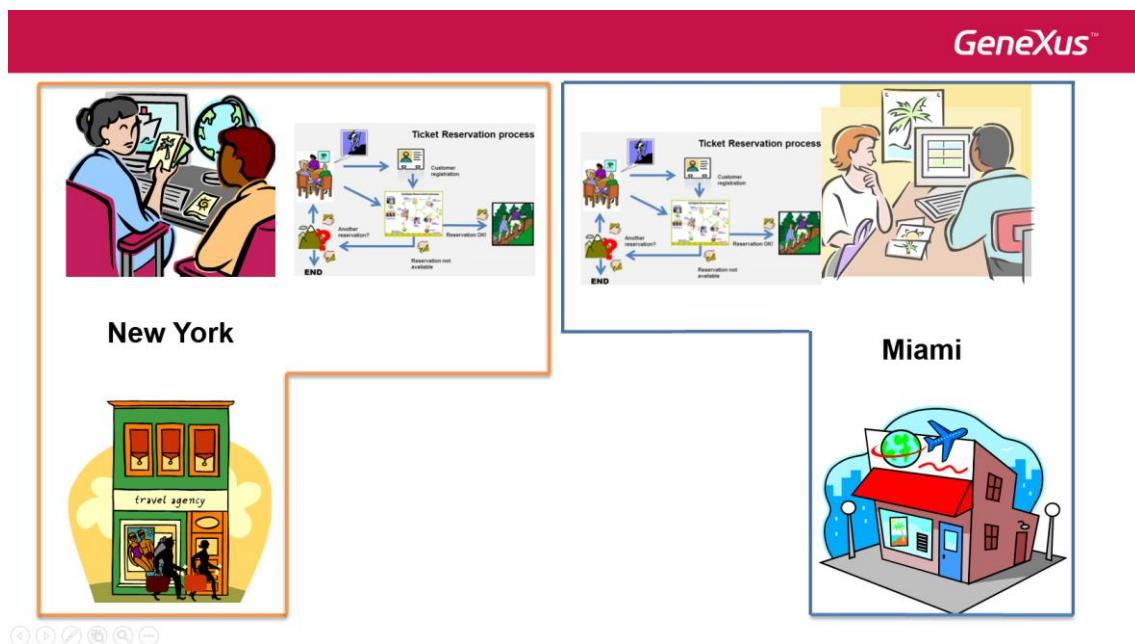 GeneXus™
Ticket Reservation process
Customer
registration
Another
reservation?
Reservation OK!
Reservation not
available
END
New York
travel agency
Ticket Reservation process
Customer
registration
Another
reservation?
Reservation OK!
Reservation not
available
END
Miami